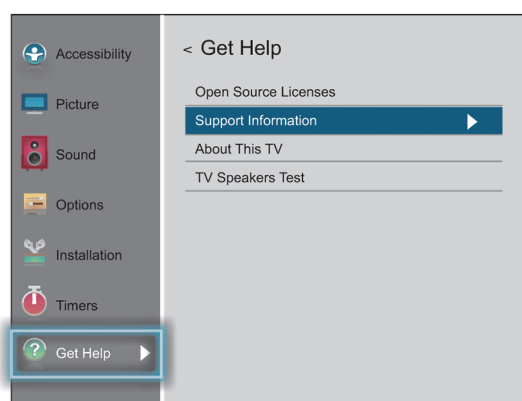 Accessibility
Picture
Sound
Options
Installation
Timers
Get Help
< Get Help
Open Source Licenses
Support Information
About This TV
TV Speakers Test